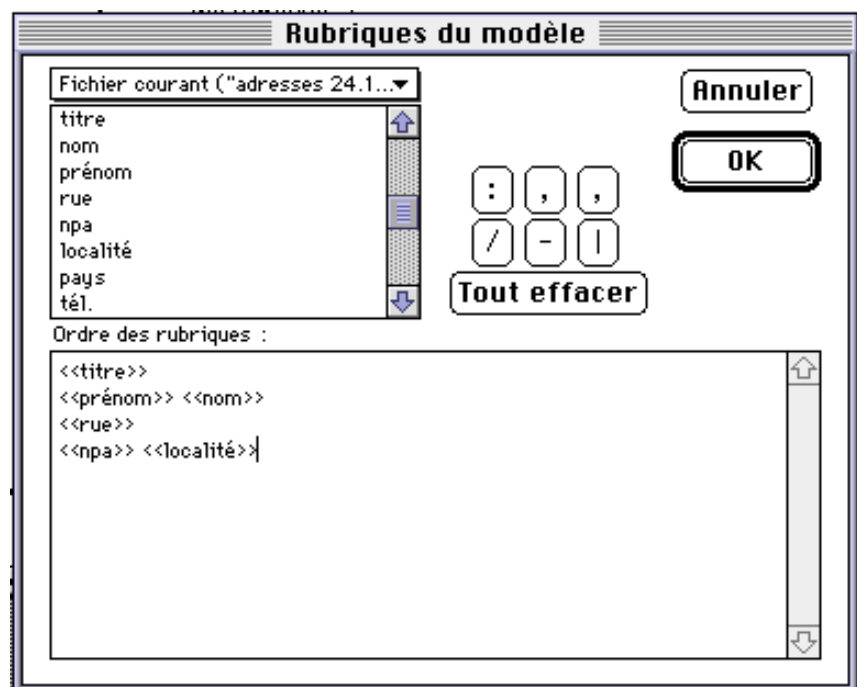 Rubriques du modèle
Fichier courant ("adresses 24.1...
titre
nom
prénom
rue
npa
localité
pays
tél.
Annuler
OK
: , ,
/ - |
Tout effacer
Ordre des rubriques :
<<titre>>
<<prénom>> <<nom>>
<<rue>>
<<npa>> <<localité>>